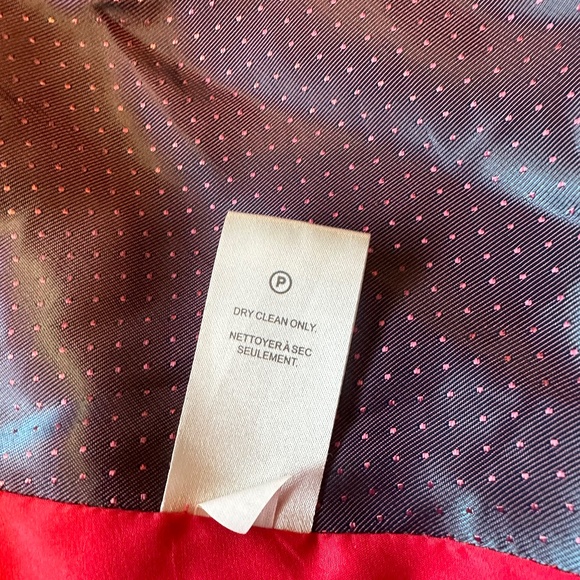 P
DRY CLEAN ONLY.
NETTOYER À SEC
SEULEMENT.